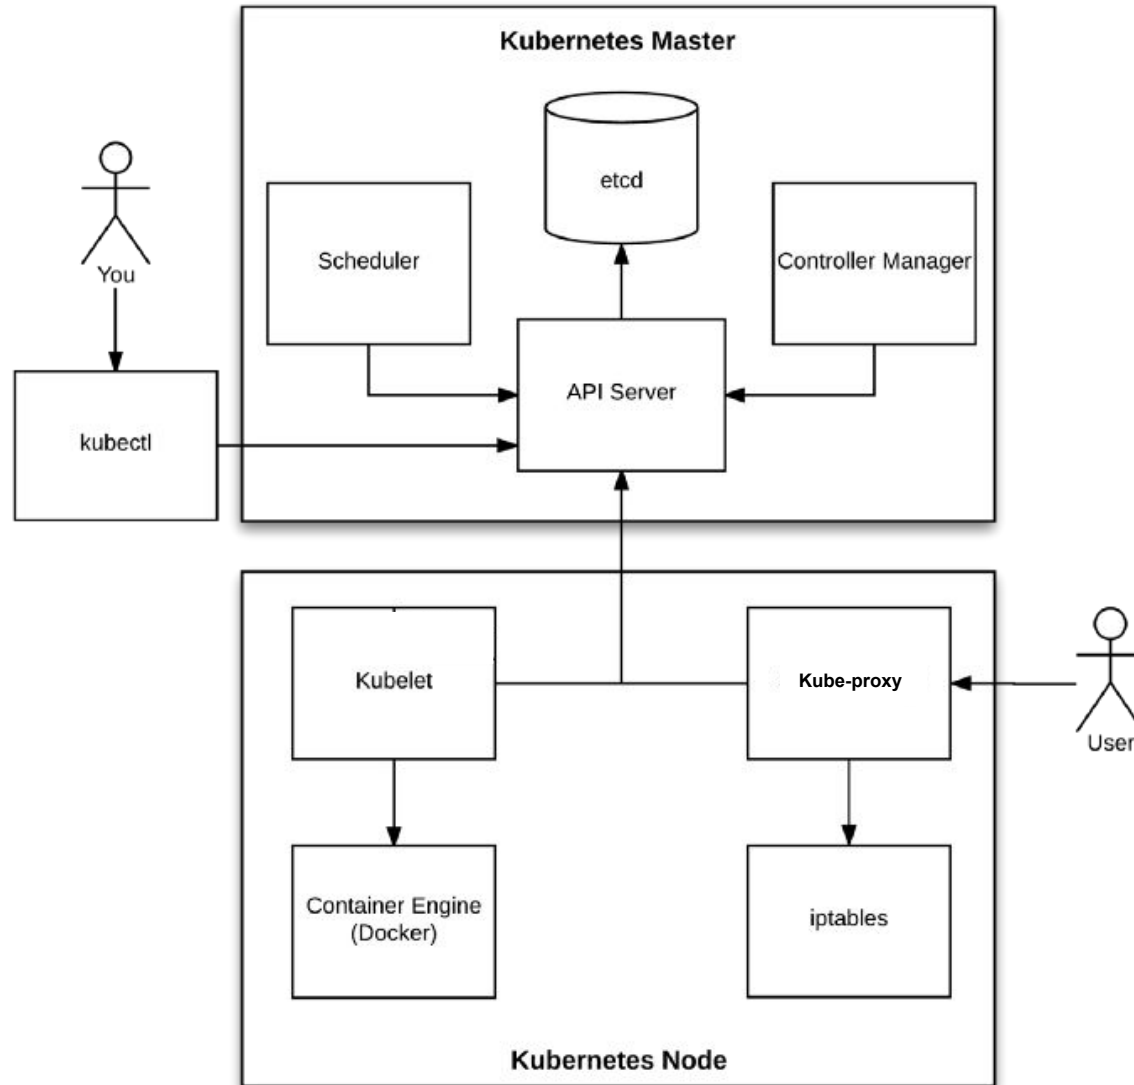 Kubernetes Master
etcd
Scheduler
Controller Manager
You
API Server
kubectl
Kubelet
Kube-proxy
User
Container Engine
(Docker)
iptables
Kubernetes Node